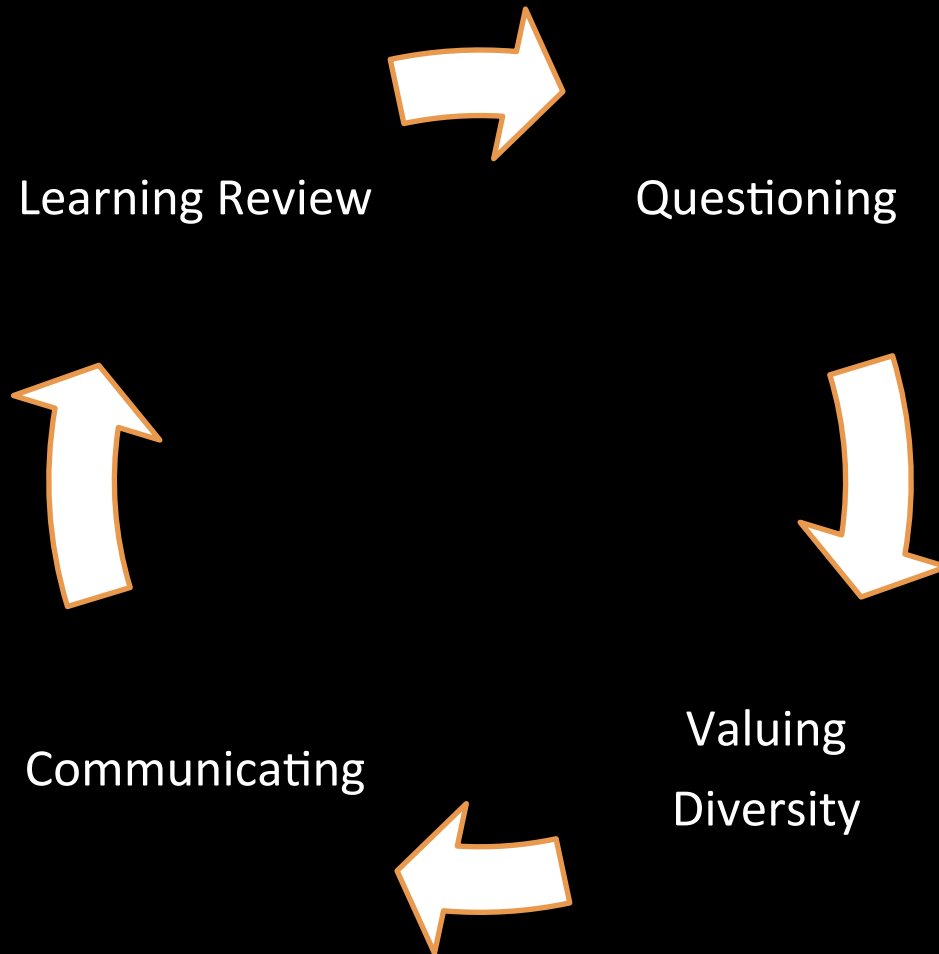 Learning Review
Questioning
Valuing
Diversity
Communicating